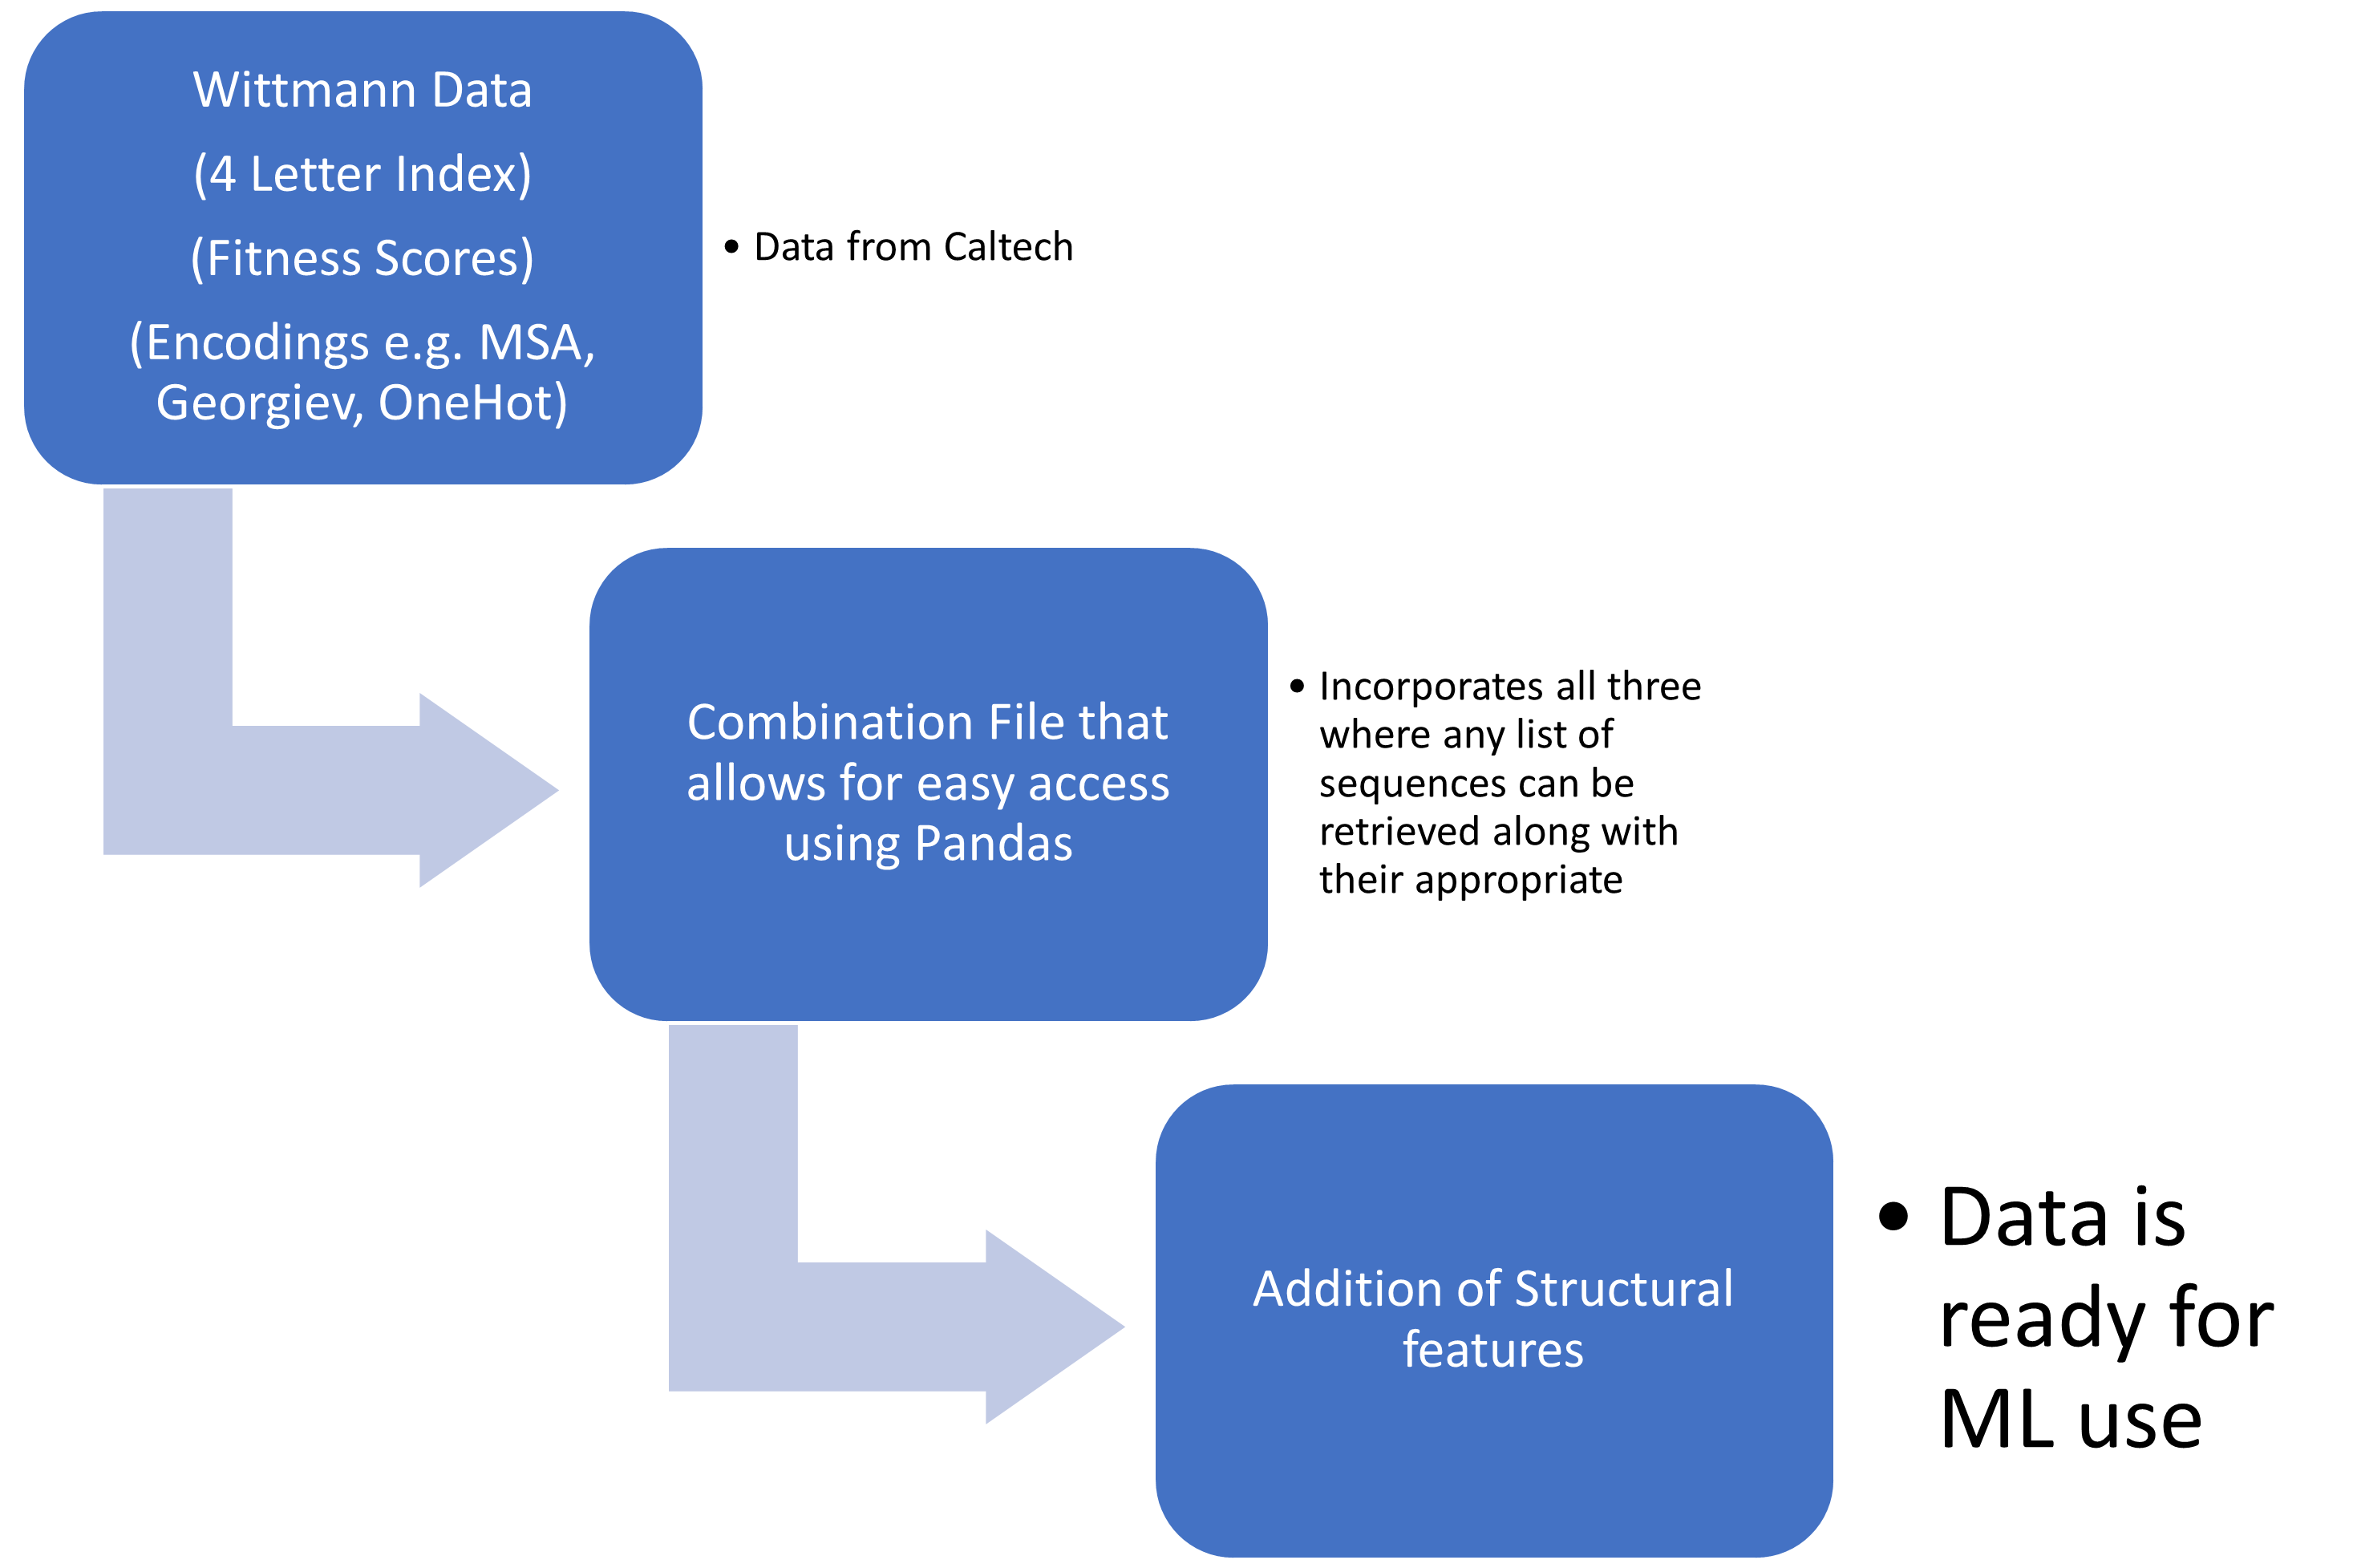 Wittmann Data
(4 Letter Index)
(Fitness Scores)
(Encodings e.g. MSA,
Georgiev, OneHot)
• Data from Caltech
Combination File that
allows for easy access
using Pandas
• Incorporates all three
where any list of
sequences can be
retrieved along with
their appropriate
Addition of Structural
features
• Data is
ready for
ML use